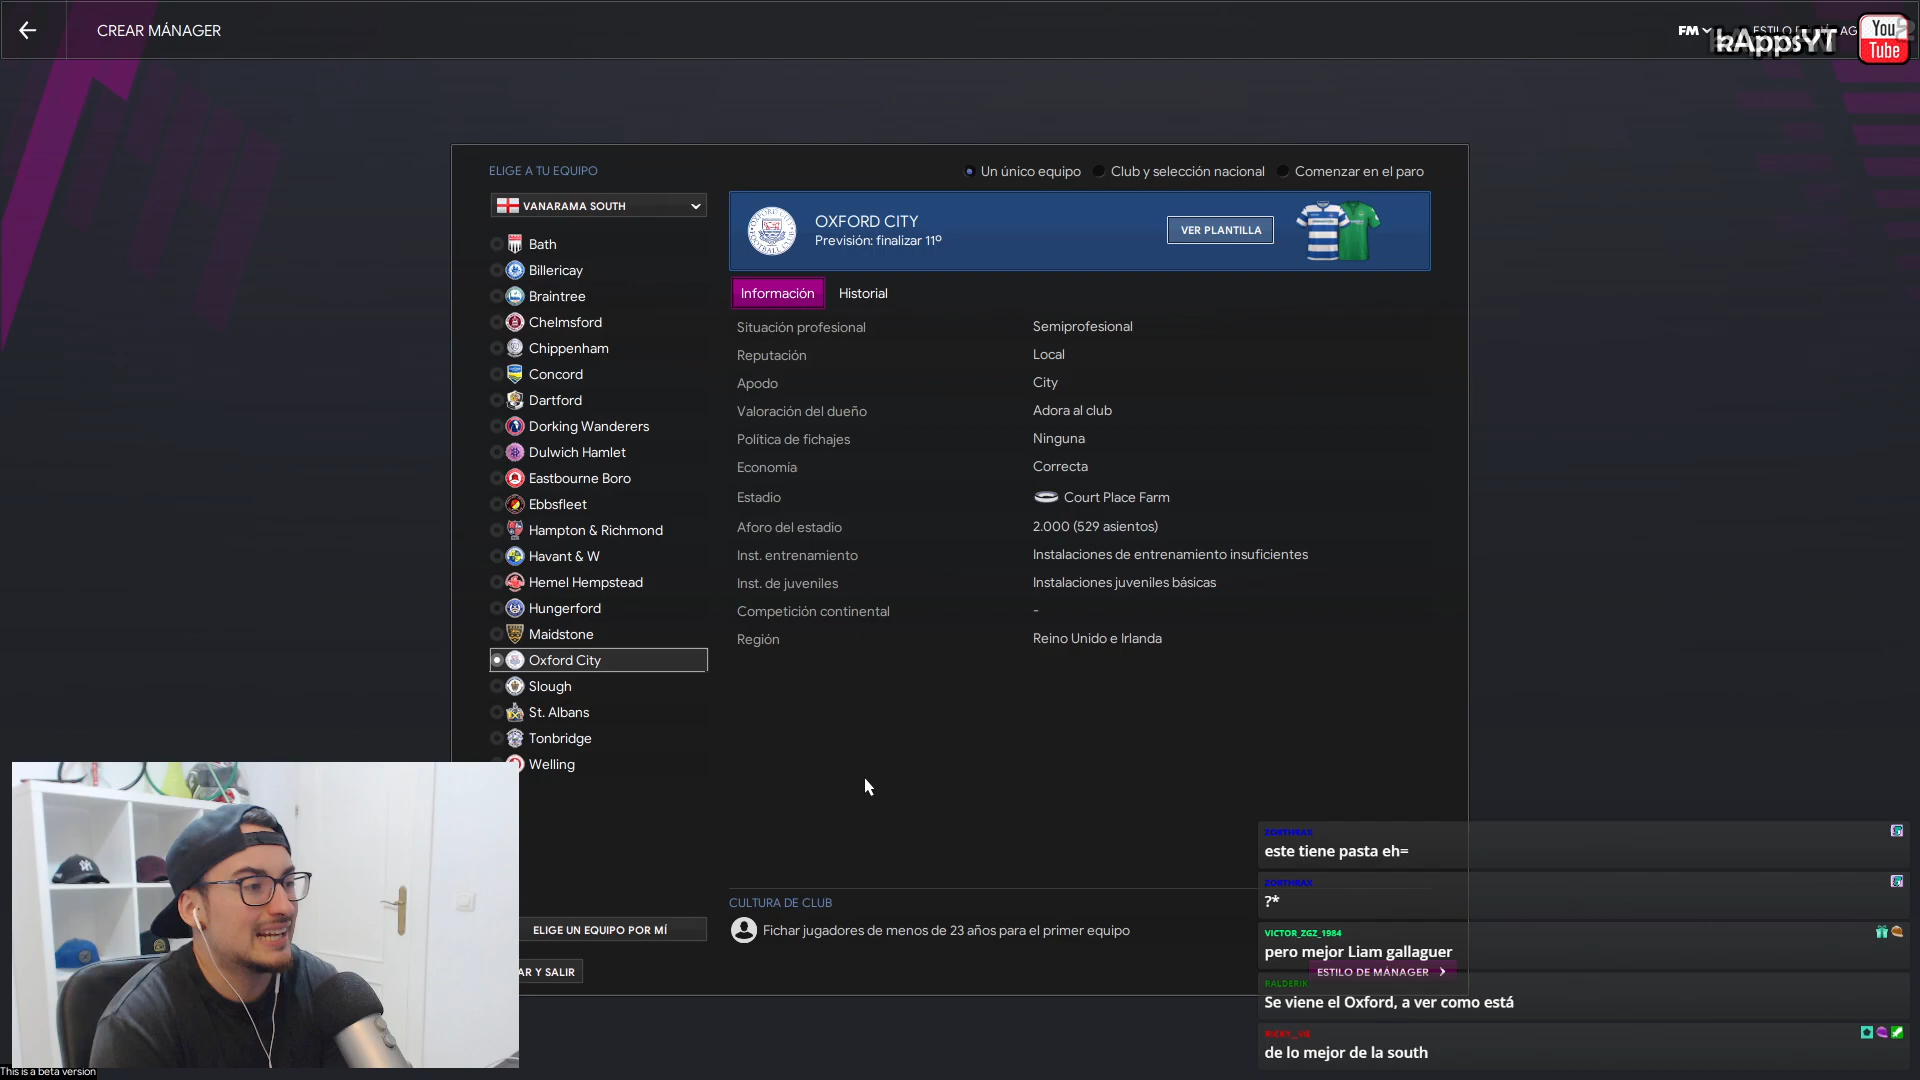 CREAR MÁNAGER
FM
kAppsYT
You
Tube
ELIGE A TU EQUIPO
Un único equipo
Club y selección nacional
Comenzar en el paro
VANARAMA SOUTH
Bath
Billericay
Braintree
Chelmsford
Chippenham
Concord
Dartford
Dorking Wanderers
Dulwich Hamlet
Eastbourne Boro
Ebbsfleet
Hampton & Richmond
Havant & W
Hemel Hempstead
Hungerford
Maidstone
Oxford City
Slough
St. Albans
Tonbridge
Welling
OXFORD CITY
Previsión: finalizar 11º
VER PLANTILLA
Información
Historial
Situación profesional Semiprofesional
Reputación Local
Apodo City
Valoración del dueño Adora al club
Política de fichajes Ninguna
Economía Correcta
Estadio Court Place Farm
Aforo del estadio 2.000 (529 asientos)
Inst. entrenamiento Instalaciones de entrenamiento insuficientes
Inst. de juveniles Instalaciones juveniles básicas
Competición continental -
Región Reino Unido e Irlanda
CULTURA DE CLUB
Fichar jugadores de menos de 23 años para el primer equipo
ELIGE UN EQUIPO POR MÍ
AR Y SALIR
ESTILO DE MÁNAGER
ZORTHRAX
este tiene pasta eh=
ZORTHRAX
?*
VICTOR_ZGZ_1984
pero mejor Liam gallaguer
RALDERIK
Se viene el Oxford, a ver como está
de lo mejor de la south
This is a beta version